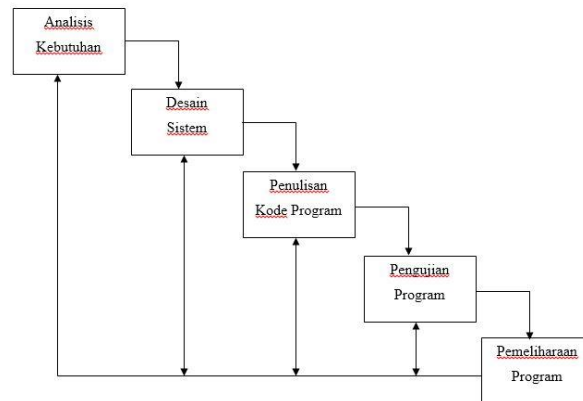 Analisis
Kebutuhan
Desain
Sistem
Penulisan
Kode Program
Pengujian
Program
Pemeliharaan
Program